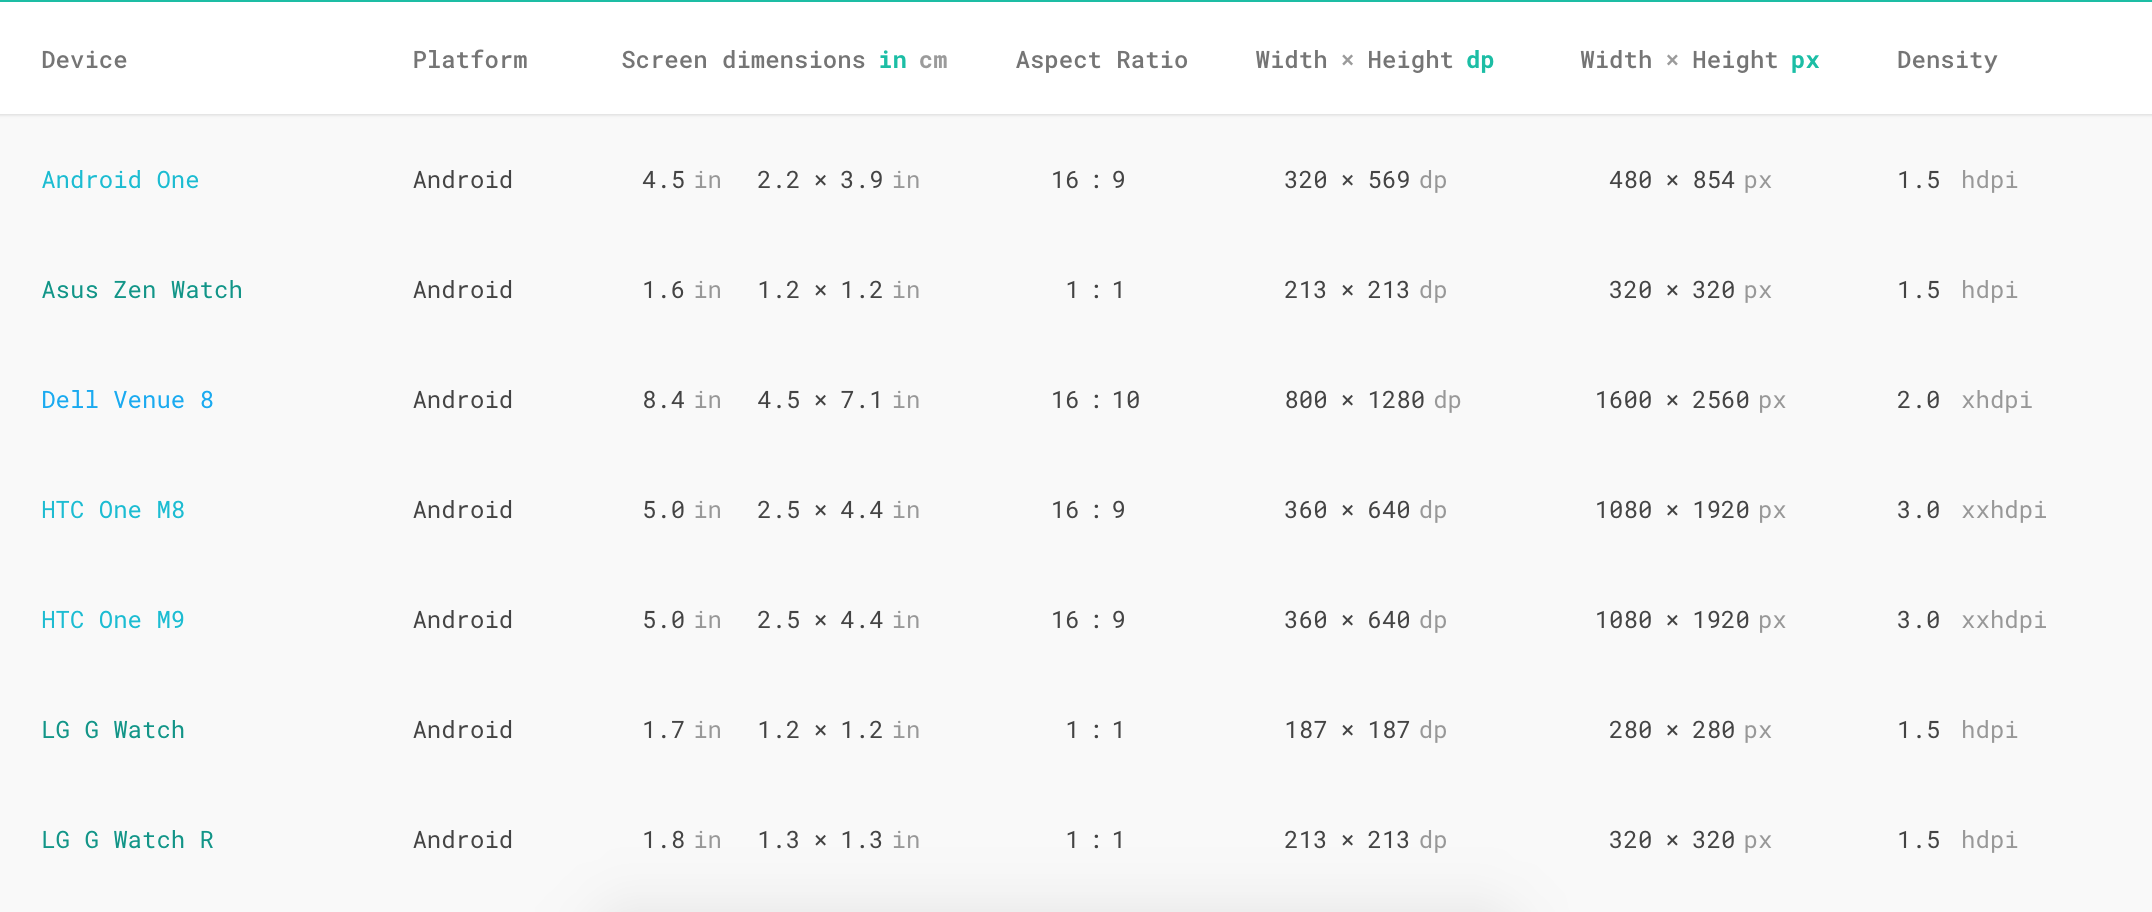 Device Platform Screen dimensions in cm Aspect Ratio Width × Height dp Width × Height px Density
Android One Android 4.5 in 2.2 × 3.9 in 16 : 9 320 × 569 dp 480 × 854 px 1.5 hdpi
Asus Zen Watch Android 1.6 in 1.2 × 1.2 in 1 : 1 213 × 213 dp 320 × 320 px 1.5 hdpi
Dell Venue 8 Android 8.4 in 4.5 × 7.1 in 16 : 10 800 × 1280 dp 1600 × 2560 px 2.0 xhdpi
HTC One M8 Android 5.0 in 2.5 × 4.4 in 16 : 9 360 × 640 dp 1080 × 1920 px 3.0 xxhdpi
HTC One M9 Android 5.0 in 2.5 × 4.4 in 16 : 9 360 × 640 dp 1080 × 1920 px 3.0 xxhdpi
LG G Watch Android 1.7 in 1.2 × 1.2 in 1 : 1 187 × 187 dp 280 × 280 px 1.5 hdpi
LG G Watch R Android 1.8 in 1.3 × 1.3 in 1 : 1 213 × 213 dp 320 × 320 px 1.5 hdpi